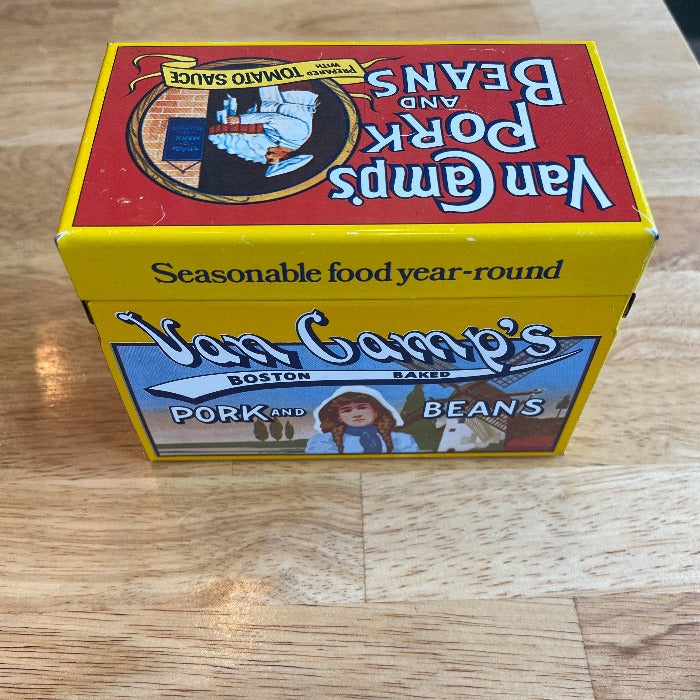 Van Camp's
PORK
AND
BEANS
PREPARED
WITH
TOMATO SAUCE
Seasonable food year-round
Van Camp's
BOSTON BAKED
PORK AND BEANS